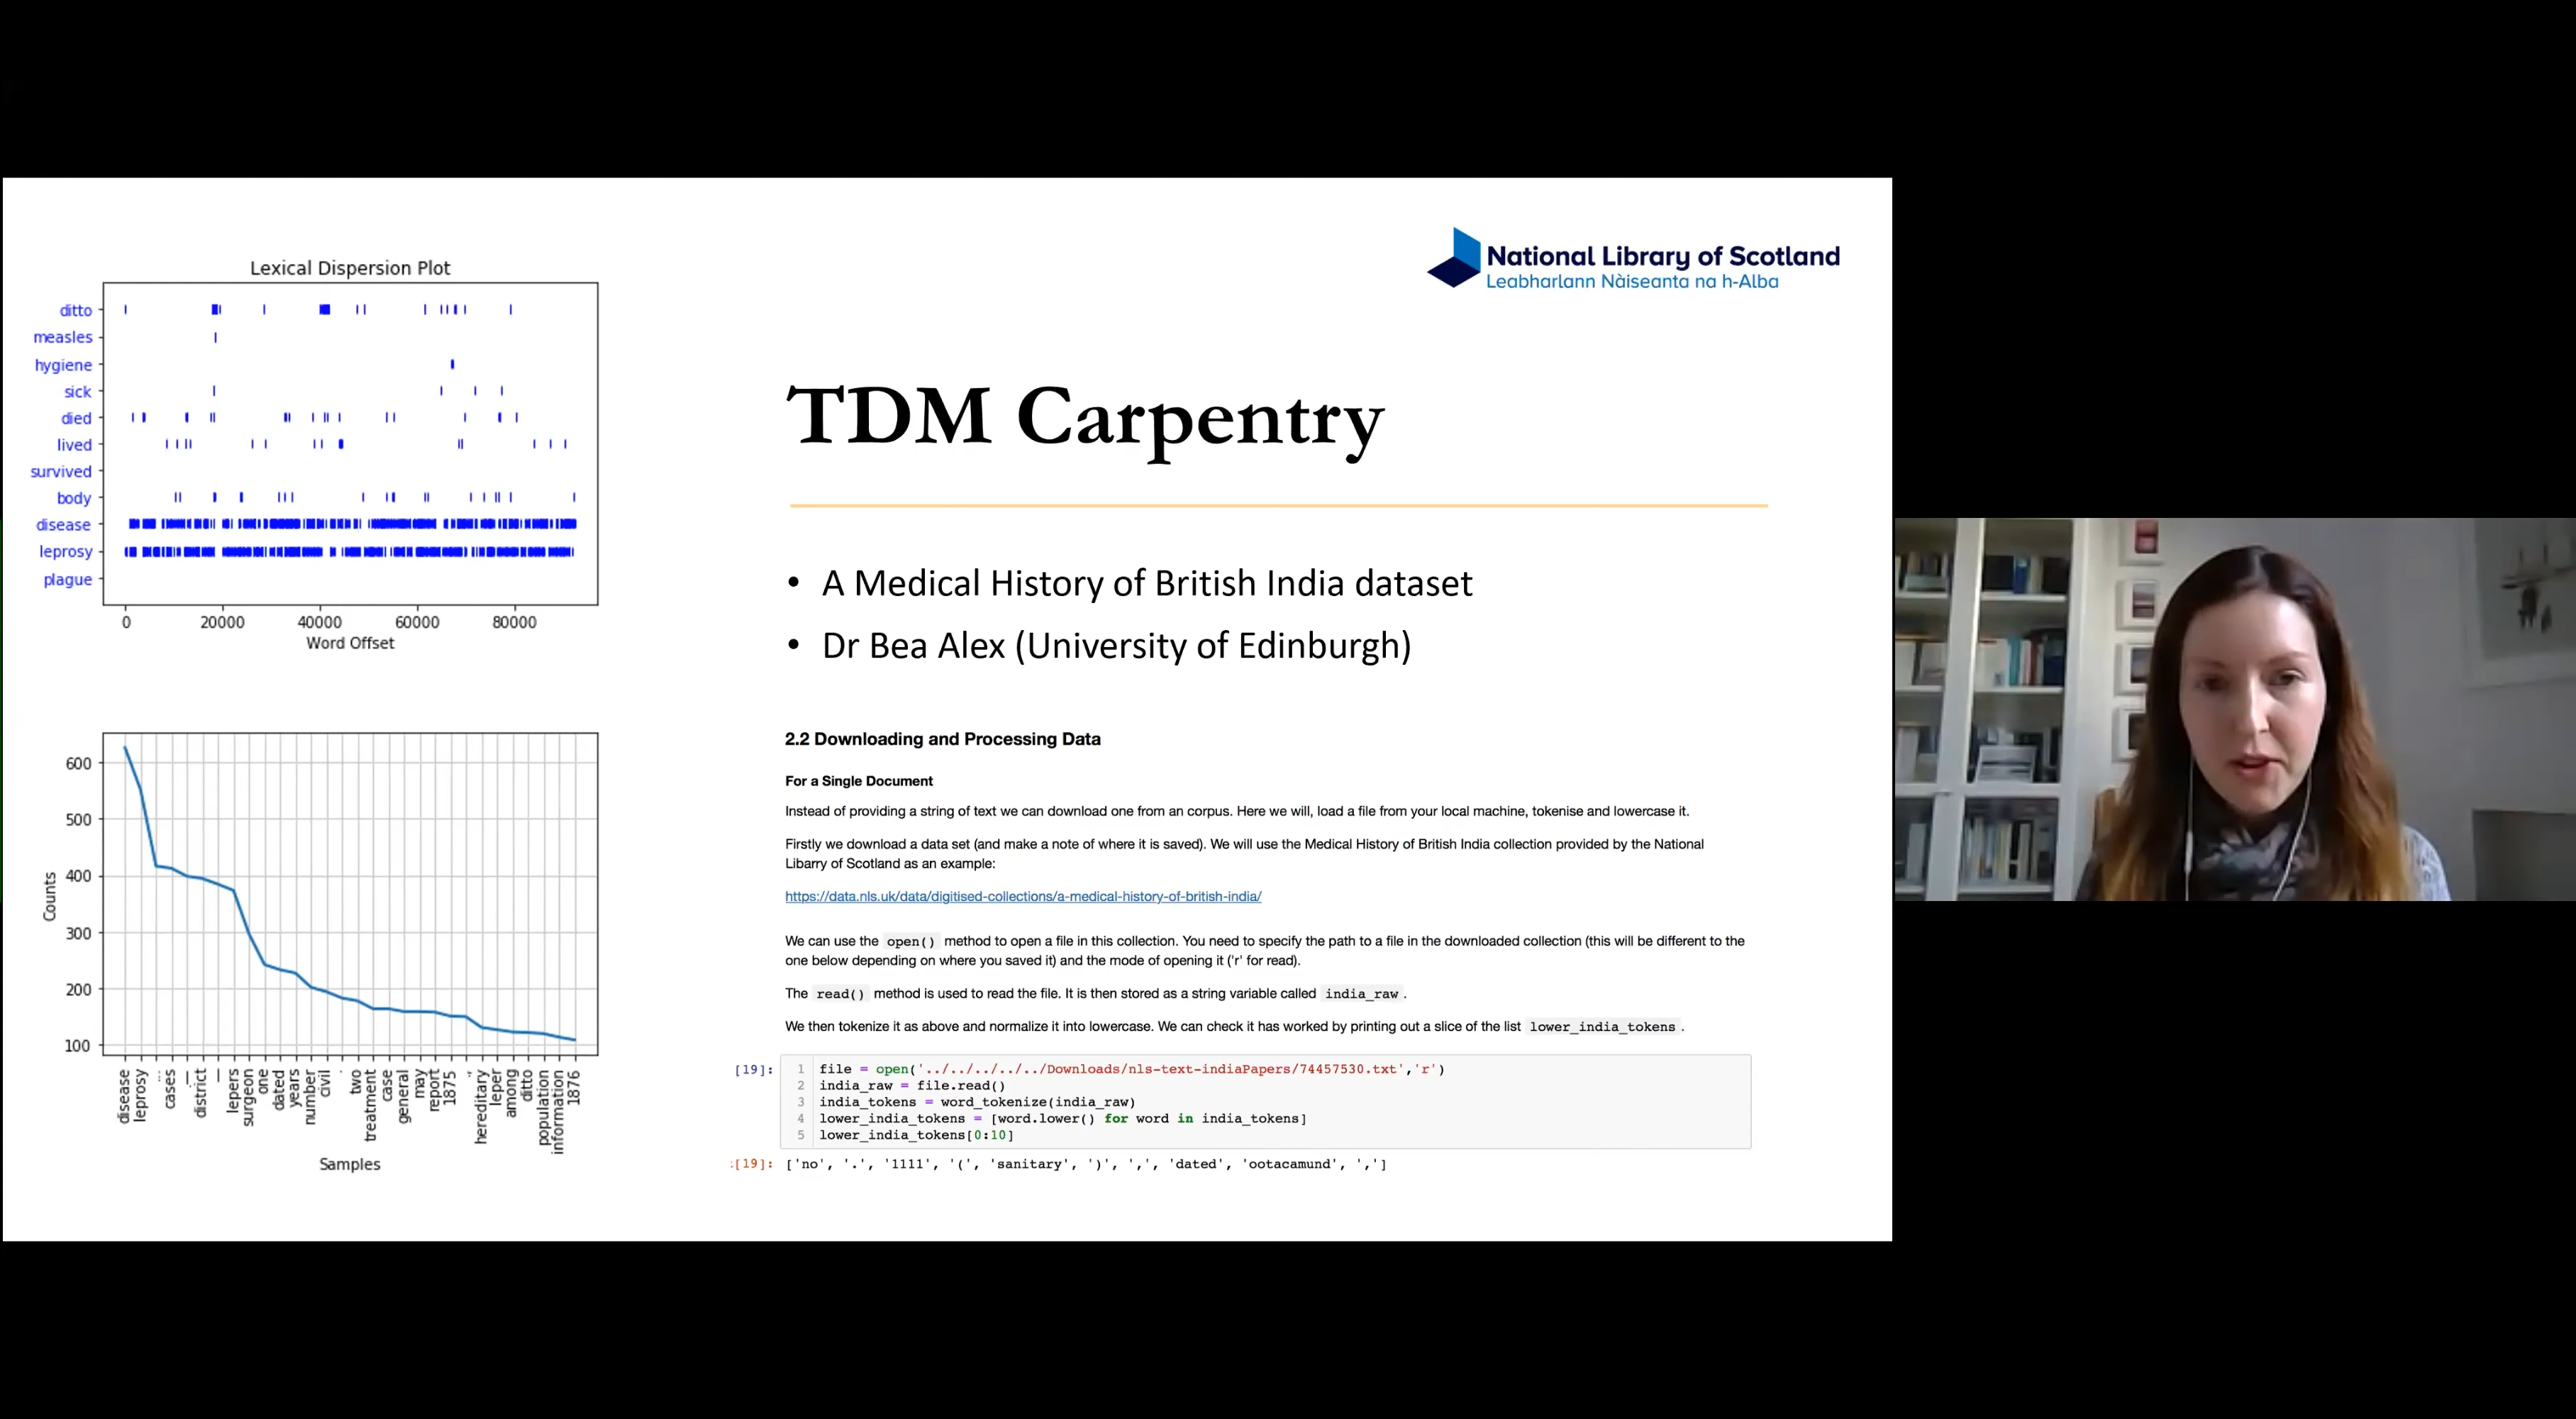 Lexical Dispersion Plot
ditto
measles
hygiene
sick
died
lived
survived
body
disease
leprosy
plague
0 20000 40000 60000 80000
Word Offset
600
500
400
300
200
100
Counts
disease
leprosy
cases
—
district
—
lepers
surgeon
one
dated
years
number
civil
two
treatment
case
general
may
report
1875
"
hereditary
leper
among
ditto
population
information
1876
Samples
National Library of Scotland
Leabharlann Nàiseanta na h-Alba
TDM Carpentry
• A Medical History of British India dataset
• Dr Bea Alex (University of Edinburgh)
2.2 Downloading and Processing Data
For a Single Document
Instead of providing a string of text we can download one from an corpus. Here we will, load a file from your local machine, tokenise and lowercase it.
Firstly we download a data set (and make a note of where it is saved). We will use the Medical History of British India collection provided by the National
Libarry of Scotland as an example:
https://data.nls.uk/data/digitised-collections/a-medical-history-of-british-india/
We can use the open() method to open a file in this collection. You need to specify the path to a file in the downloaded collection (this will be different to the
one below depending on where you saved it) and the mode of opening it ('r' for read).
The read() method is used to read the file. It is then stored as a string variable called india_raw .
We then tokenize it as above and normalize it into lowercase. We can check it has worked by printing out a slice of the list lower_india_tokens .
[19]: 1 file = open('../../../../../Downloads/nls-text-indiaPapers/74457530.txt','r')
2 india_raw = file.read()
3 india_tokens = word_tokenize(india_raw)
4 lower_india_tokens = [word.lower() for word in india_tokens]
5 lower_india_tokens[0:10]
:[19]: ['no', '.', '1111', '(', 'sanitary', ')', ',', 'dated', 'ootacamund', ',']